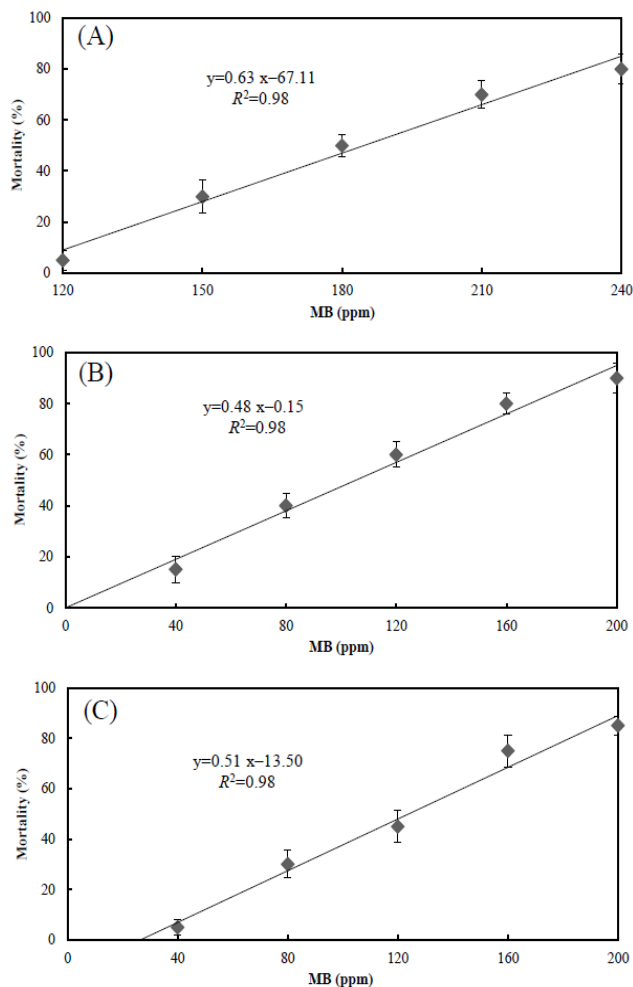 (A)
y=0.63 x−67.11
R²=0.98
Mortality (%)
100
80
60
40
20
0
120 150 180 210 240
MB (ppm)
(B)
y=0.48 x−0.15
R²=0.98
Mortality (%)
100
80
60
40
20
0
0 40 80 120 160 200
MB (ppm)
(C)
y=0.51 x−13.50
R²=0.98
Mortality (%)
100
80
60
40
20
0
0 40 80 120 160 200
MB (ppm)